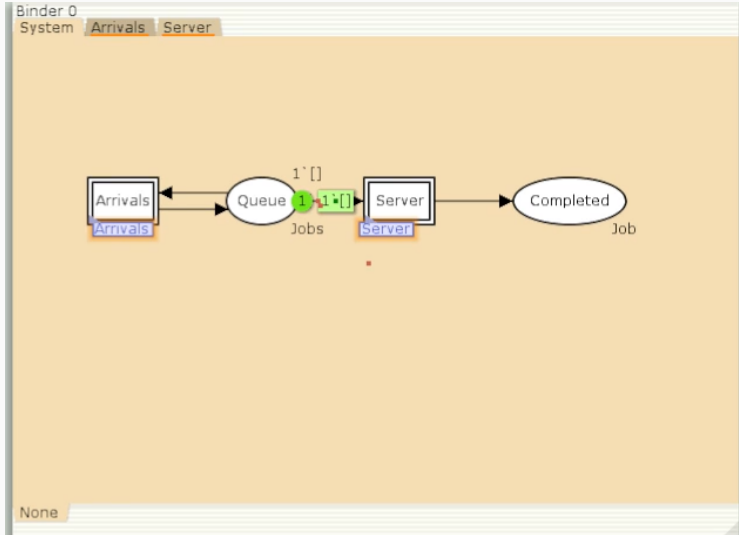 Binder 0
System Arrivals Server
1`[]
Arrivals Queue 1 1`[] Server Completed
Arrivals Jobs Server Job
None